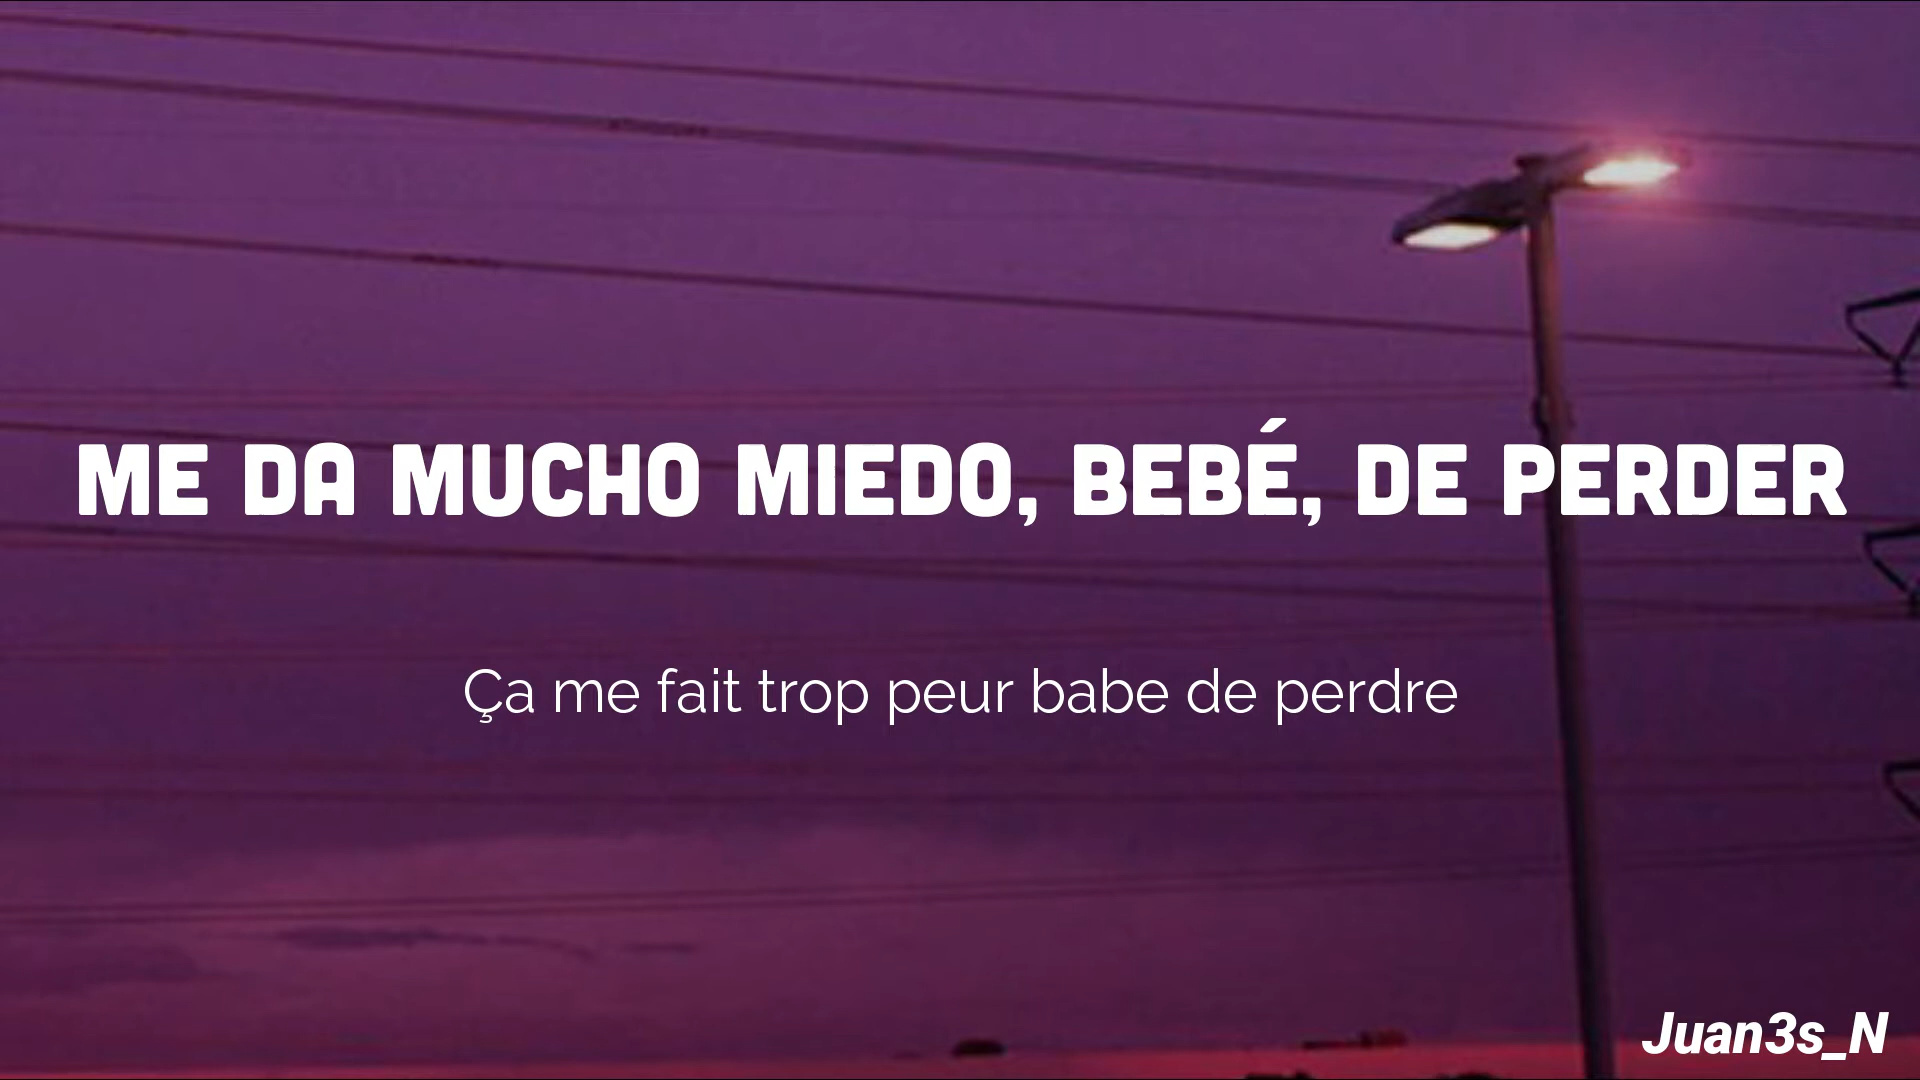 ME DA MUCHO MIEDO, BEBÉ, DE PERDER
Ça me fait trop peur babe de perdre
Juan3s_N